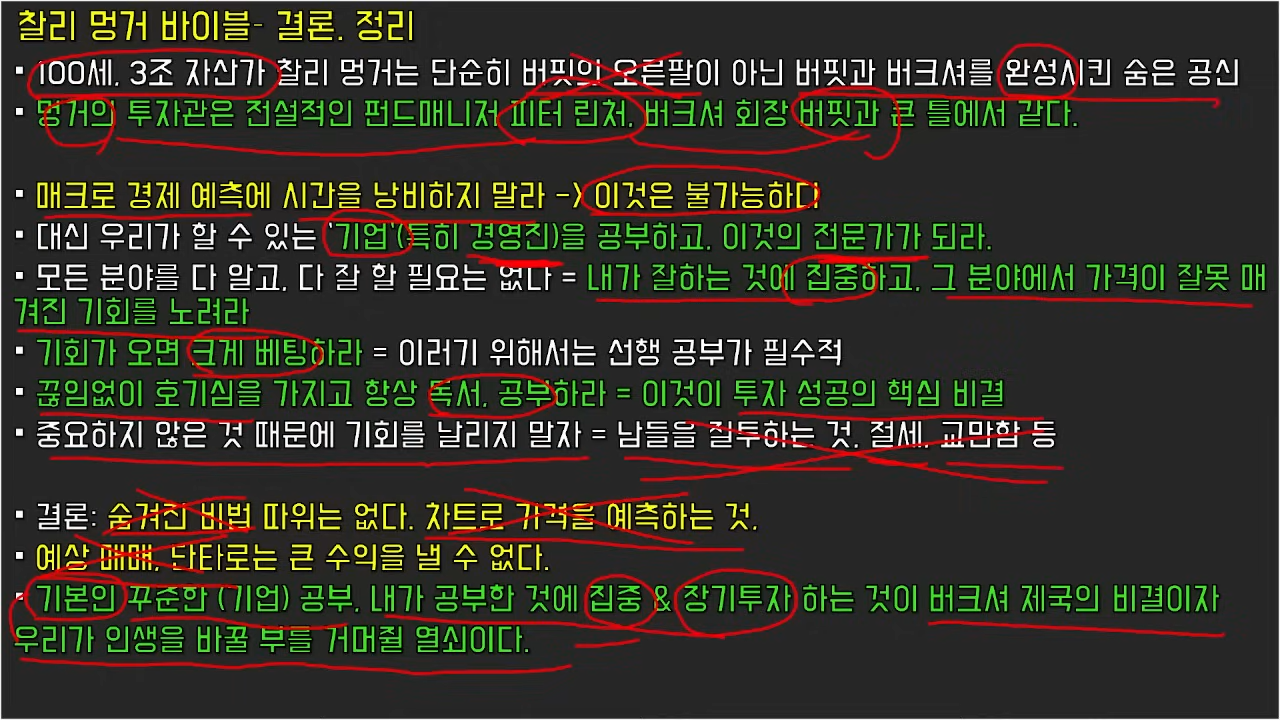 찰리 멍거 바이블- 결론. 정리
▪ 100세. 3조 자산가 찰리 멍거는 단순히 버핏의 오른팔이 아닌 버핏과 버크셔를 완성시킨 숨은 공신
▪ 멍거의 투자관은 전설적인 펀드매니저 피터 린처. 버크셔 회장 버핏과 큰 틀에서 같다.
▪ 매크로 경제 예측에 시간을 낭비하지 말라 -> 이것은 불가능하다
▪ 대신 우리가 할 수 있는 '기업'(특히 경영진)을 공부하고. 이것의 전문가가 되라.
▪ 모든 분야를 다 알고. 다 잘 할 필요는 없다 = 내가 잘하는 것에 집중하고. 그 분야에서 가격이 잘못 매
겨진 기회를 노려라
▪ 기회가 오면 크게 베팅하라 = 이러기 위해서는 선행 공부가 필수적
▪ 끊임없이 호기심을 가지고 항상 독서. 공부하라 = 이것이 투자 성공의 핵심 비결
▪ 중요하지 않은 것 때문에 기회를 날리지 말자 = 남들을 질투하는 것. 절세. 교만함 등
▪ 결론: 숨겨진 비법 따위는 없다. 차트로 가격을 예측하는 것.
▪ 예상 매매. 단타로는 큰 수익을 낼 수 없다.
▪ 기본인 꾸준한 (기업) 공부. 내가 공부한 것에 집중 & 장기투자 하는 것이 버크셔 제국의 비결이자
우리가 인생을 바꿀 부를 거머쥘 열쇠이다.